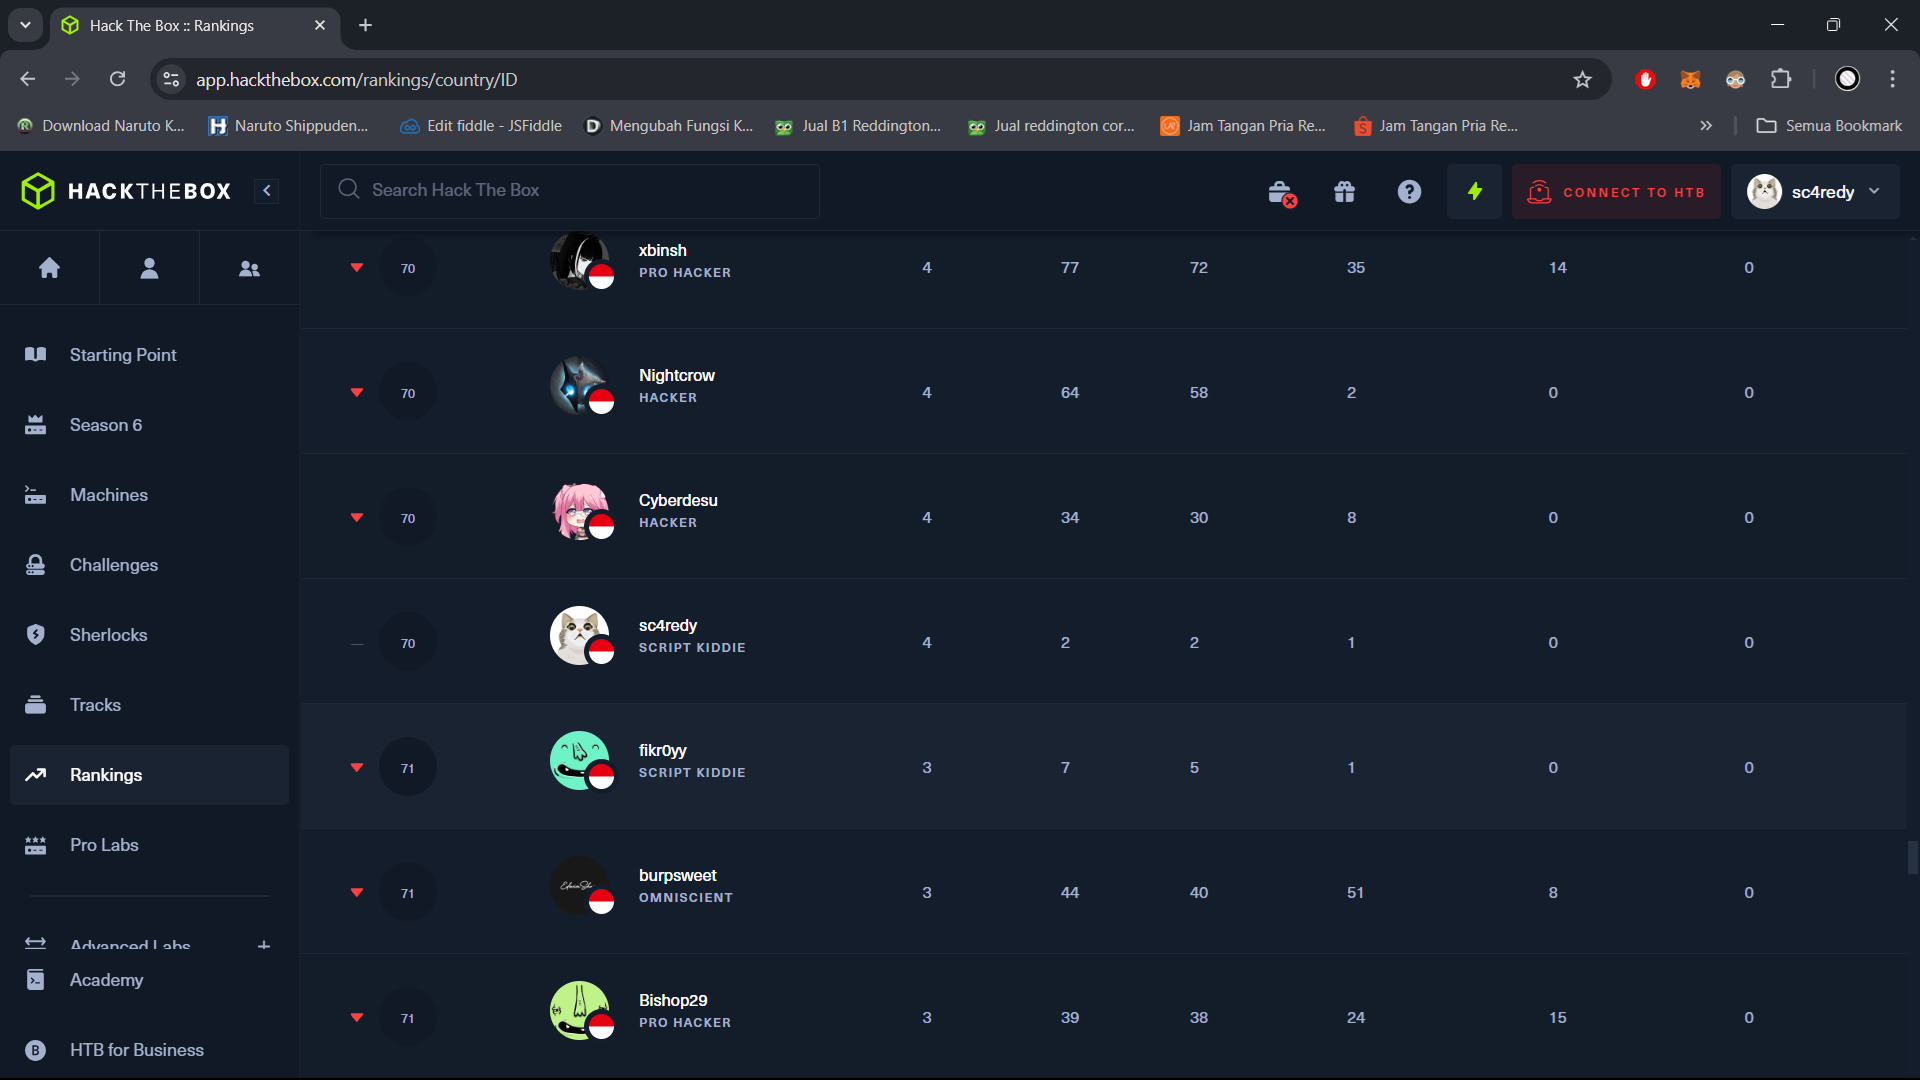 Hack The Box :: Rankings
app.hackthebox.com/rankings/country/ID
Download Naruto K...
Naruto Shippuden...
Edit fiddle - JSFiddle
Mengubah Fungsi K...
Jual B1 Reddington...
Jual reddington cor...
Jam Tangan Pria Re...
Jam Tangan Pria Re...
Semua Bookmark
HACKTHEBOX
Search Hack The Box
CONNECT TO HTB
sc4redy
Starting Point
Season 6
Machines
Challenges
Sherlocks
Tracks
Rankings
Pro Labs
Advanced Labs
Academy
HTB for Business
70 xbinsh 4 77 72 35 14 0
PRO HACKER
70 Nightcrow 4 64 58 2 0 0
HACKER
70 Cyberdesu 4 34 30 8 0 0
HACKER
70 sc4redy 4 2 2 1 0 0
SCRIPT KIDDIE
71 fikr0yy 3 7 5 1 0 0
SCRIPT KIDDIE
71 burpsweet 3 44 40 51 8 0
OMNISCIENT
71 Bishop29 3 39 38 24 15 0
PRO HACKER